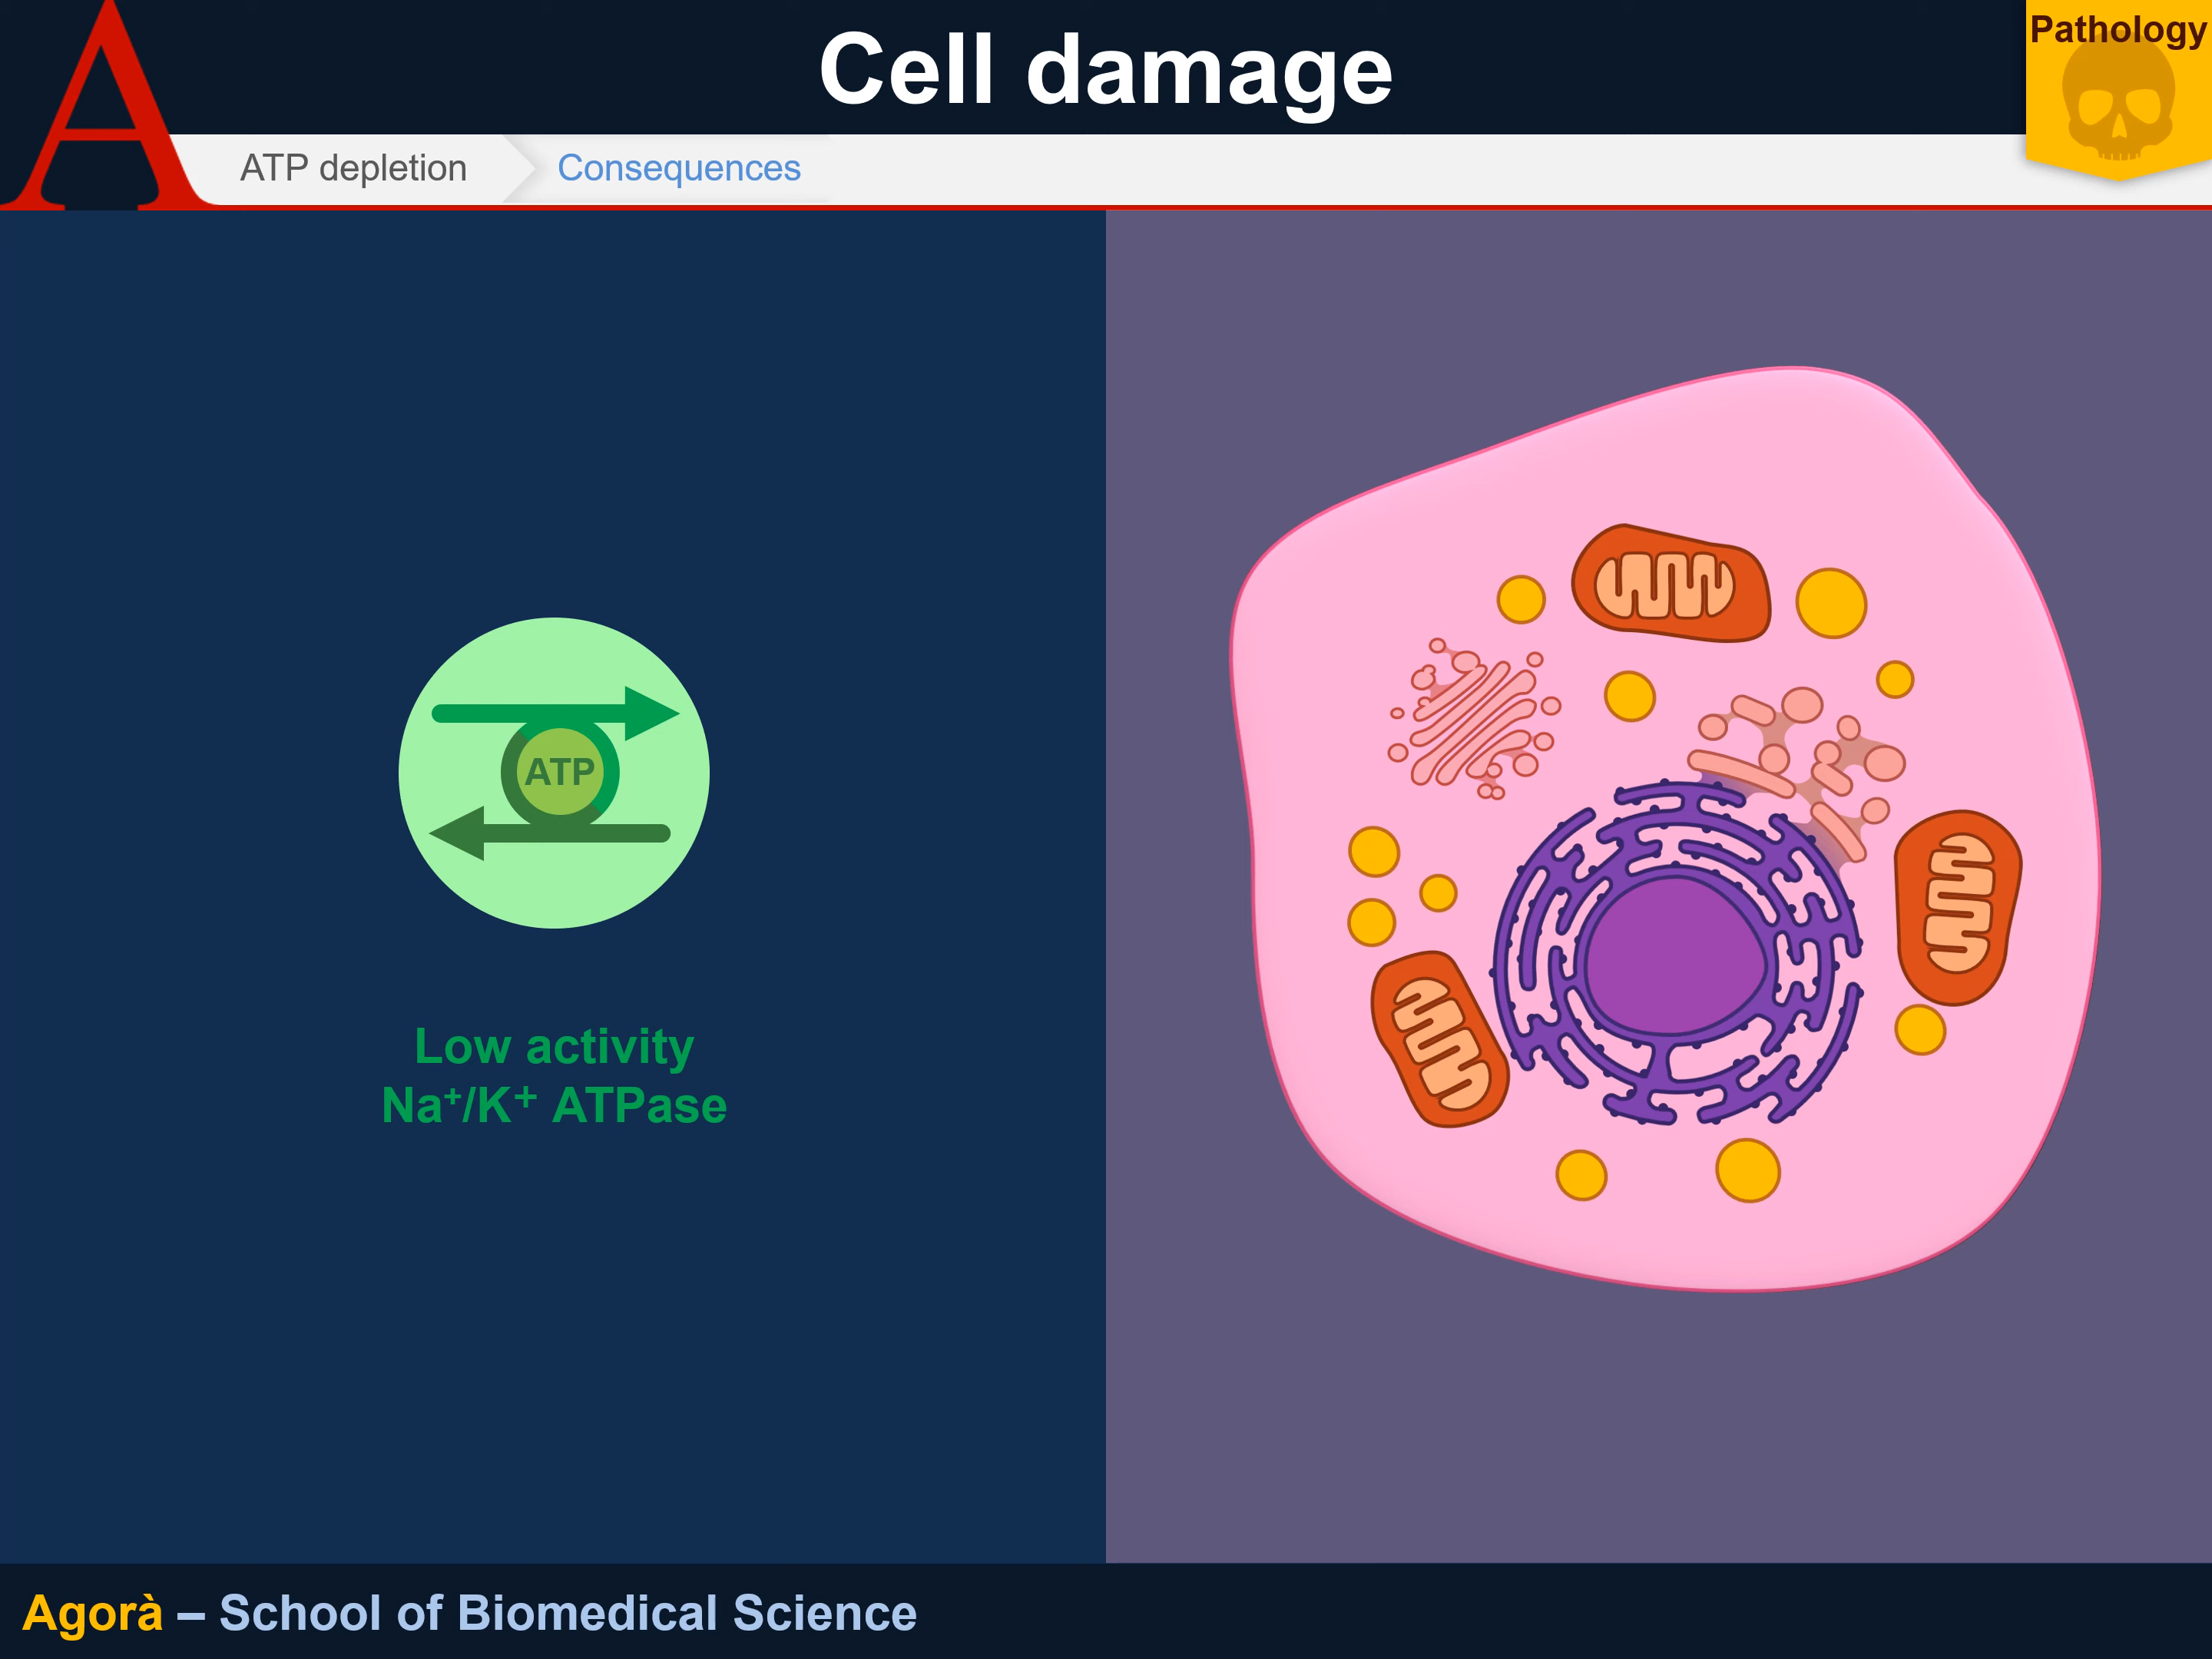 A
Cell damage
Pathology
ATP depletion
Consequences
ATP
Low activity
Na⁺/K⁺ ATPase
Agorà – School of Biomedical Science